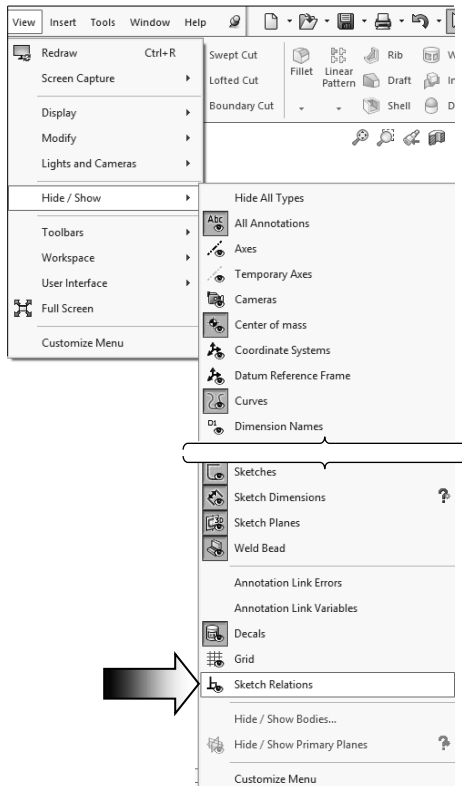 View Insert Tools Window Help
Redraw Ctrl+R
Screen Capture
Display
Modify
Lights and Cameras
Hide / Show
Toolbars
Workspace
User Interface
Full Screen
Customize Menu
Swept Cut
Lofted Cut
Boundary Cut
Fillet
Linear Pattern
Rib
Draft
Shell
Hide All Types
Abc All Annotations
Axes
Temporary Axes
Cameras
Center of mass
Coordinate Systems
Datum Reference Frame
Curves
D1 Dimension Names
Sketches
Sketch Dimensions
3D Sketch Planes
Weld Bead
Annotation Link Errors
Annotation Link Variables
Decals
Grid
Sketch Relations
Hide / Show Bodies...
Hide / Show Primary Planes
Customize Menu